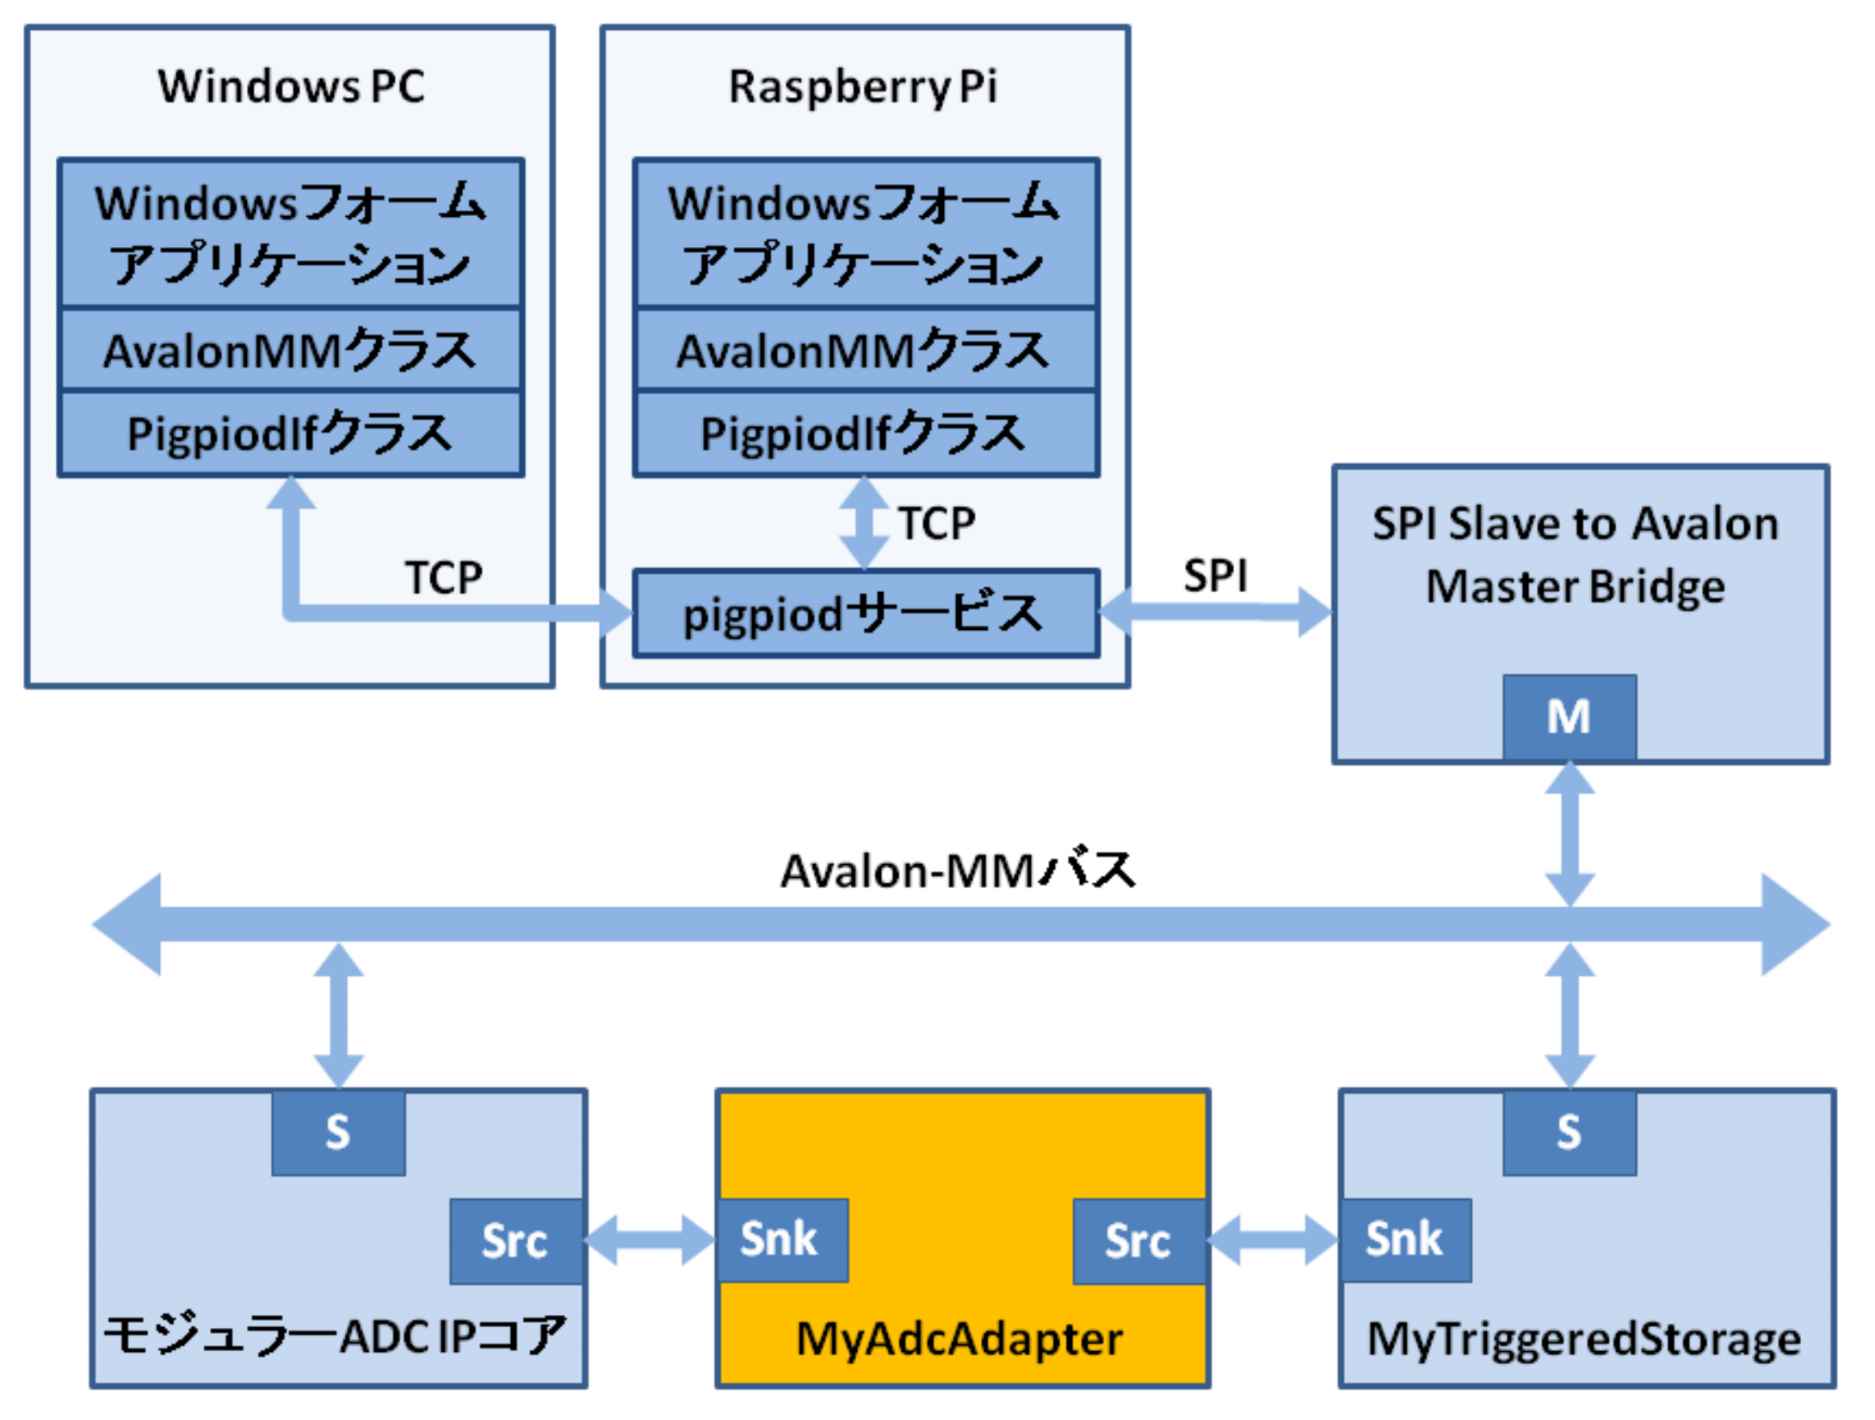 Windows PC
Windowsフォーム
アプリケーション
AvalonMMクラス
PigpiodIfクラス
TCP
Raspberry Pi
Windowsフォーム
アプリケーション
AvalonMMクラス
PigpiodIfクラス
TCP
pigpiodサービス
SPI
SPI Slave to Avalon
Master Bridge
M
Avalon-MMバス
S
Src
モジュラーADC IPコア
Snk
Src
MyAdcAdapter
S
Snk
MyTriggeredStorage